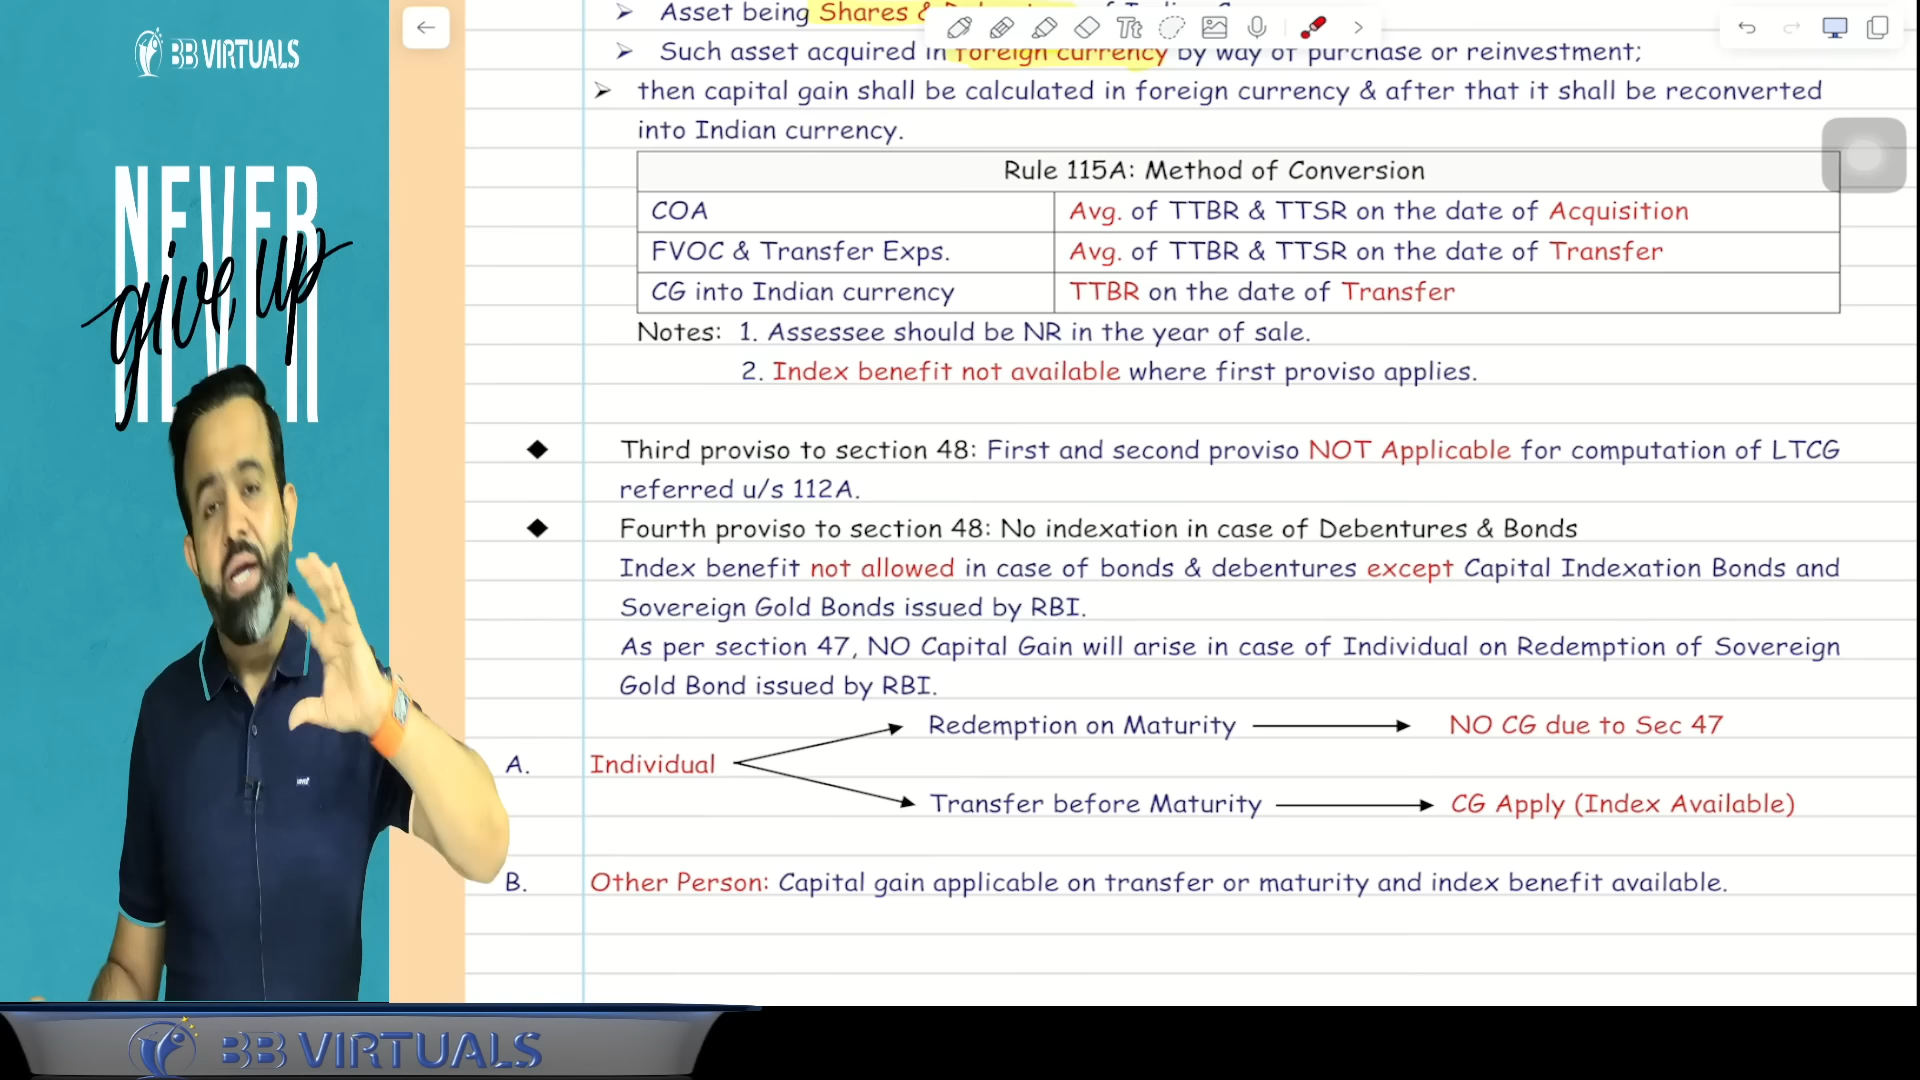 BB VIRTUALS
NEVER
give up
NEVER
Asset being Shares &
Such asset acquired in foreign currency by way of purchase or reinvestment;
then capital gain shall be calculated in foreign currency & after that it shall be reconverted
into Indian currency.
Rule 115A: Method of Conversion
COA Avg. of TTBR & TTSR on the date of Acquisition
FVOC & Transfer Exps. Avg. of TTBR & TTSR on the date of Transfer
CG into Indian currency TTBR on the date of Transfer
Notes: 1. Assessee should be NR in the year of sale.
2. Index benefit not available where first proviso applies.
Third proviso to section 48: First and second proviso NOT Applicable for computation of LTCG
referred u/s 112A.
Fourth proviso to section 48: No indexation in case of Debentures & Bonds
Index benefit not allowed in case of bonds & debentures except Capital Indexation Bonds and
Sovereign Gold Bonds issued by RBI.
As per section 47, NO Capital Gain will arise in case of Individual on Redemption of Sovereign
Gold Bond issued by RBI.
Redemption on Maturity NO CG due to Sec 47
A. Individual
Transfer before Maturity CG Apply (Index Available)
B. Other Person: Capital gain applicable on transfer or maturity and index benefit available.
BB VIRTUALS